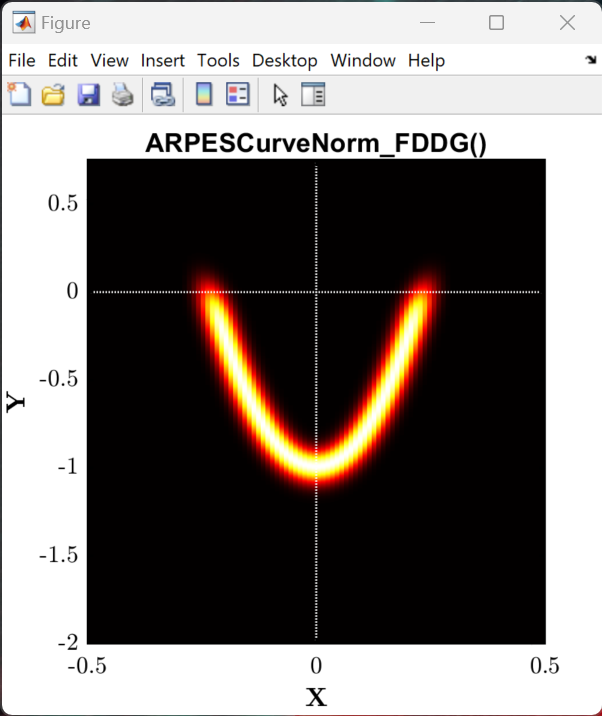 Figure
File Edit View Insert Tools Desktop Window Help
ARPESCurveNorm_FDDG()
0.5
0
-0.5
Y
-1
-1.5
-2
-0.5 0 0.5
X